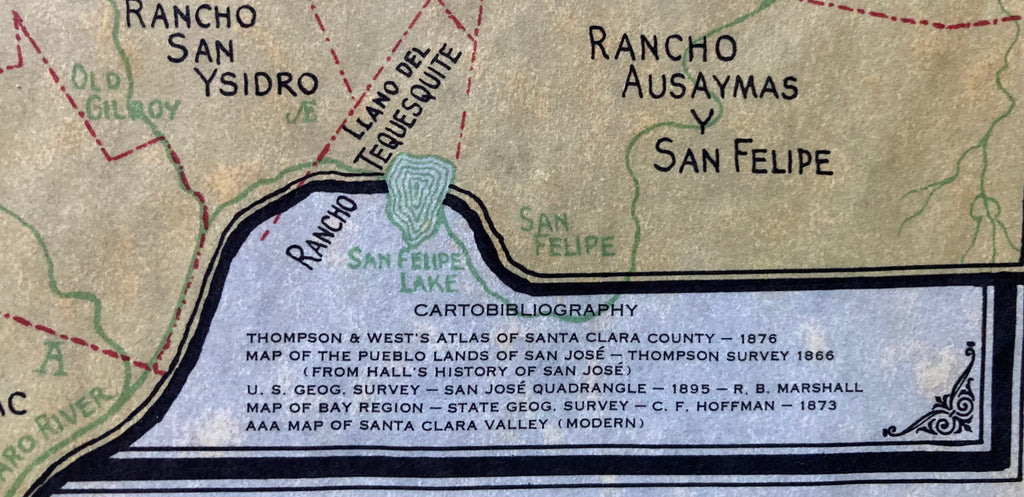 RANCHO
SAN
YSIDRO
OLD
GILROY
Æ
LLANO DEL
TEQUESQUITE
RANCHO
AUSAYMAS
Y
SAN FELIPE
RANCHO
SAN FELIPE
LAKE
SAN
FELIPE
A
IC
ARO RIVER
CARTOBIBLIOGRAPHY
THOMPSON & WEST'S ATLAS OF SANTA CLARA COUNTY – 1876
MAP OF THE PUEBLO LANDS OF SAN JOSÉ – THOMPSON SURVEY 1866
(FROM HALL'S HISTORY OF SAN JOSÉ)
U. S. GEOG. SURVEY – SAN JOSÉ QUADRANGLE – 1895 – R. B. MARSHALL
MAP OF BAY REGION – STATE GEOG. SURVEY – C. F. HOFFMAN – 1873
AAA MAP OF SANTA CLARA VALLEY (MODERN)